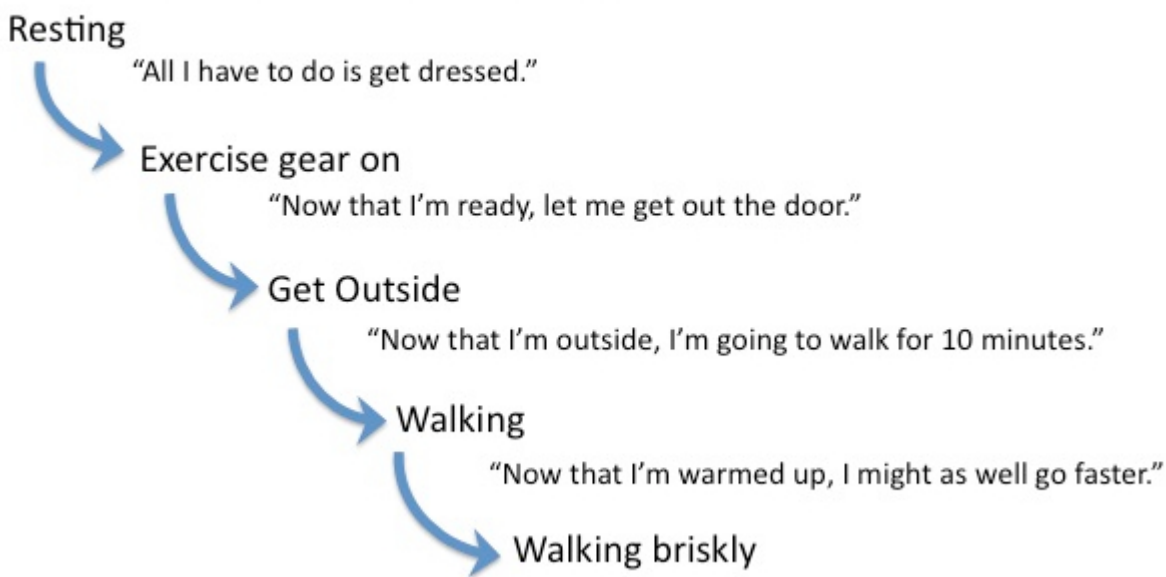 Resting
“All I have to do is get dressed.”
Exercise gear on
“Now that I’m ready, let me get out the door.”
Get Outside
“Now that I’m outside, I’m going to walk for 10 minutes.”
Walking
“Now that I’m warmed up, I might as well go faster.”
Walking briskly